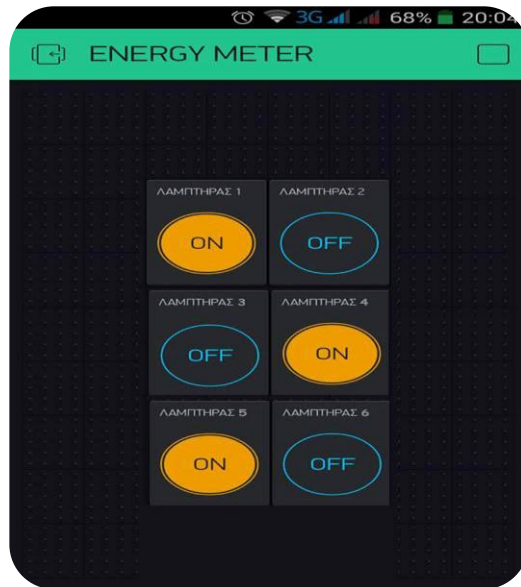 3G 68% 20:04
ENERGY METER
ΛΑΜΠΤΗΡΑΣ 1 ΛΑΜΠΤΗΡΑΣ 2
ON OFF
ΛΑΜΠΤΗΡΑΣ 3 ΛΑΜΠΤΗΡΑΣ 4
OFF ON
ΛΑΜΠΤΗΡΑΣ 5 ΛΑΜΠΤΗΡΑΣ 6
ON OFF